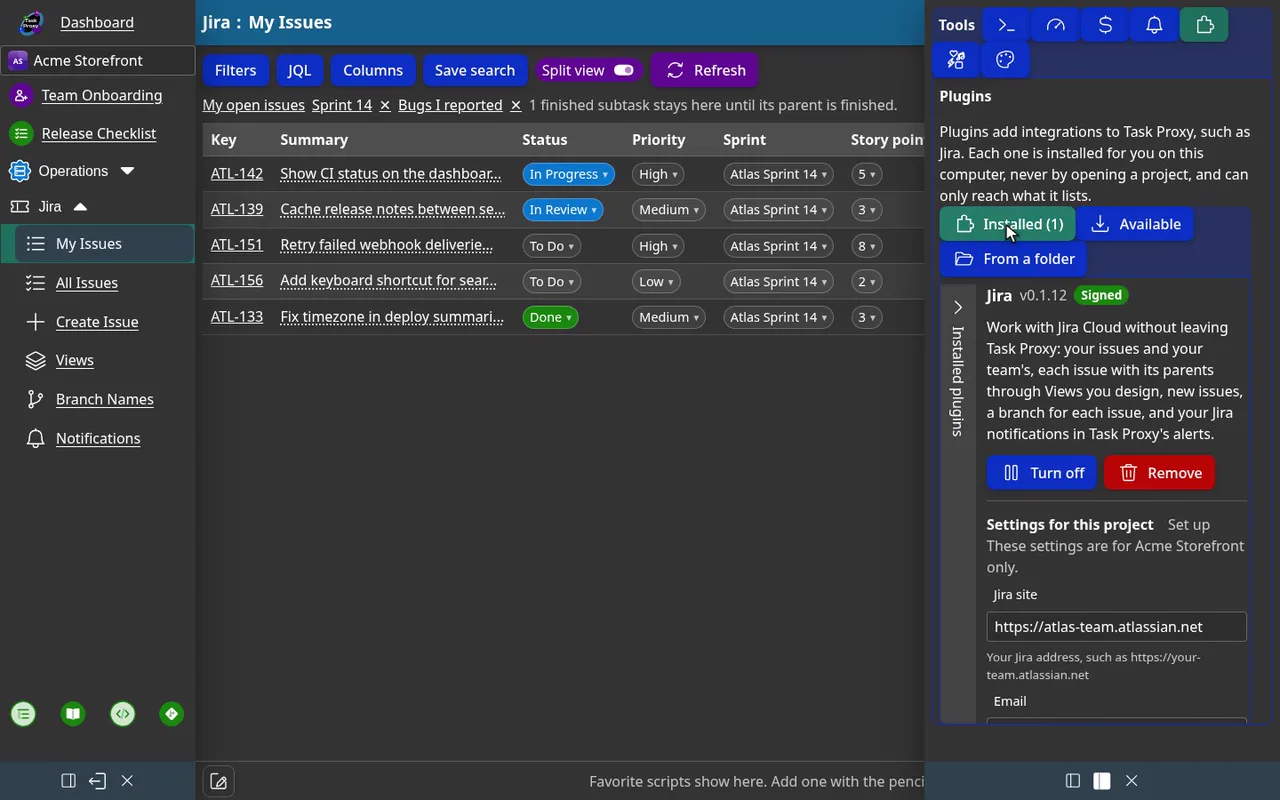 Task Proxy
Dashboard
AS Acme Storefront
Team Onboarding
Release Checklist
Operations
Jira
My Issues
All Issues
Create Issue
Views
Branch Names
Notifications
Jira : My Issues
Filters JQL Columns Save search Split view Refresh
My open issues Sprint 14 × Bugs I reported × 1 finished subtask stays here until its parent is finished.
Key Summary Status Priority Sprint Story poin
ATL-142 Show CI status on the dashboar... In Progress High Atlas Sprint 14 5
ATL-139 Cache release notes between se... In Review Medium Atlas Sprint 14 3
ATL-151 Retry failed webhook deliverie... To Do High Atlas Sprint 14 8
ATL-156 Add keyboard shortcut for sear... To Do Low Atlas Sprint 14 2
ATL-133 Fix timezone in deploy summari... Done Medium Atlas Sprint 14 3
Favorite scripts show here. Add one with the penci
Tools
Plugins
Plugins add integrations to Task Proxy, such as
Jira. Each one is installed for you on this
computer, never by opening a project, and can
only reach what it lists.
Installed (1) Available
From a folder
Installed plugins
Jira v0.1.12 Signed
Work with Jira Cloud without leaving
Task Proxy: your issues and your
team's, each issue with its parents
through Views you design, new issues,
a branch for each issue, and your Jira
notifications in Task Proxy's alerts.
Turn off Remove
Settings for this project Set up
These settings are for Acme Storefront
only.
Jira site
https://atlas-team.atlassian.net
Your Jira address, such as https://your-
team.atlassian.net
Email